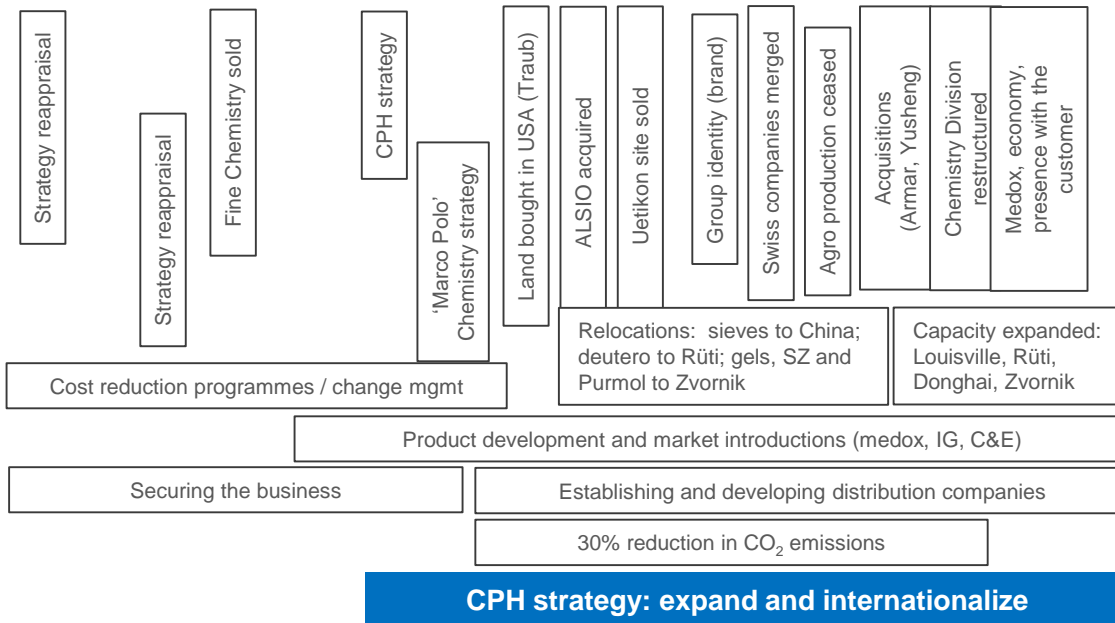 Strategy reappraisal
Strategy reappraisal
Fine Chemistry sold
CPH strategy
‘Marco Polo’
Chemistry strategy
Land bought in USA (Traub)
ALSIO acquired
Uetikon site sold
Group identity (brand)
Swiss companies merged
Agro production ceased
Acquisitions
(Armar, Yusheng)
Chemistry Division
restructured
Medox, economy,
presence with the
customer
Relocations: sieves to China;
deutero to Rüti; gels, SZ and
Purmol to Zvornik
Capacity expanded:
Louisville, Rüti,
Donghai, Zvornik
Cost reduction programmes / change mgmt
Product development and market introductions (medox, IG, C&E)
Securing the business
Establishing and developing distribution companies
30% reduction in CO₂ emissions
CPH strategy: expand and internationalize